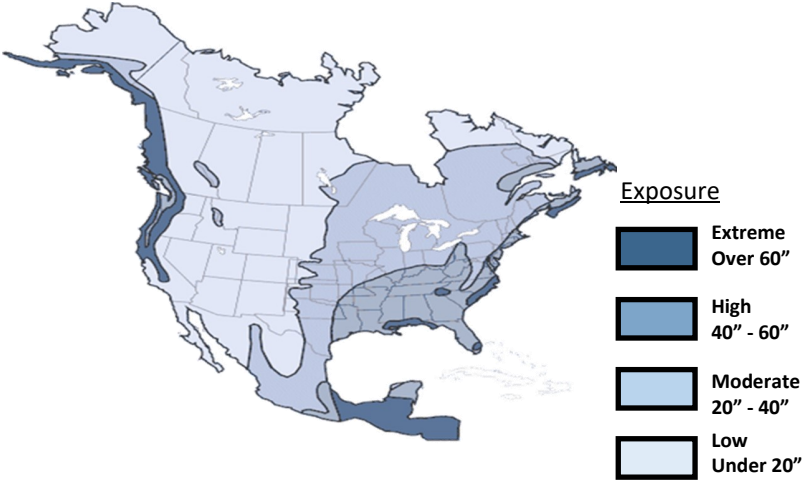 Exposure
Extreme
Over 60”
High
40” - 60”
Moderate
20” - 40”
Low
Under 20”